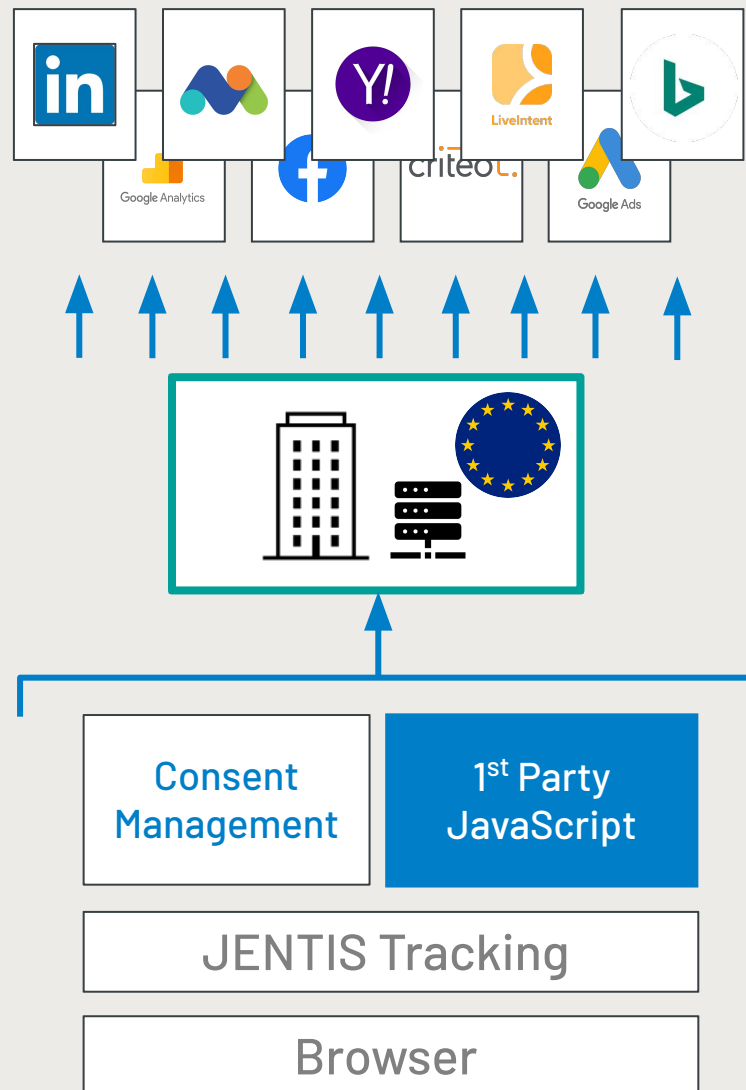 in
Y!
LiveIntent
b
Google Analytics
f
criteo
Google Ads
Consent
Management
1st Party
JavaScript
JENTIS Tracking
Browser